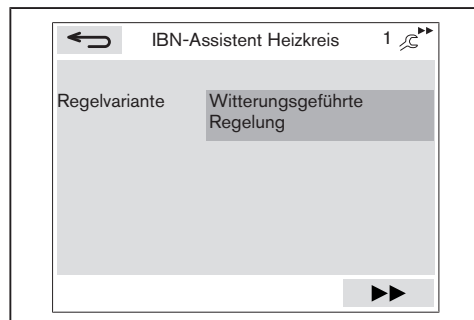 IBN-Assistent Heizkreis 1
Regelvariante Witterungsgeführte
Regelung